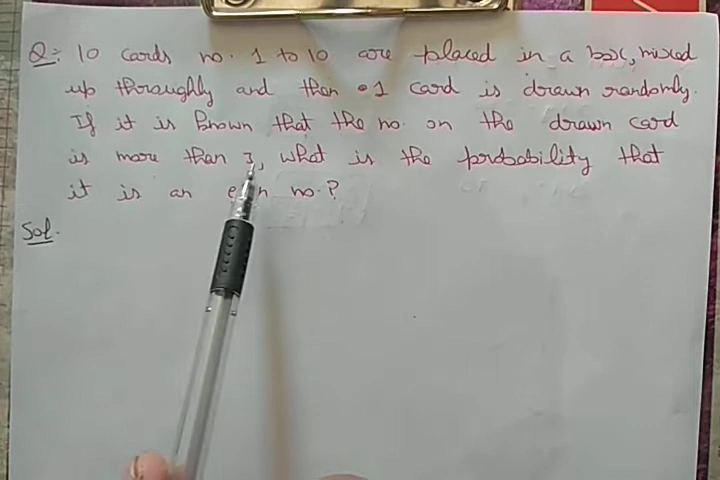 Q:- 10 cards no. 1 to 10 are placed in a box, mixed
up thoroughly and then 1 card is drawn randomly.
If it is known that the no. on the drawn card
is more than 3, what is the probability that
it is an no.?
Sol.